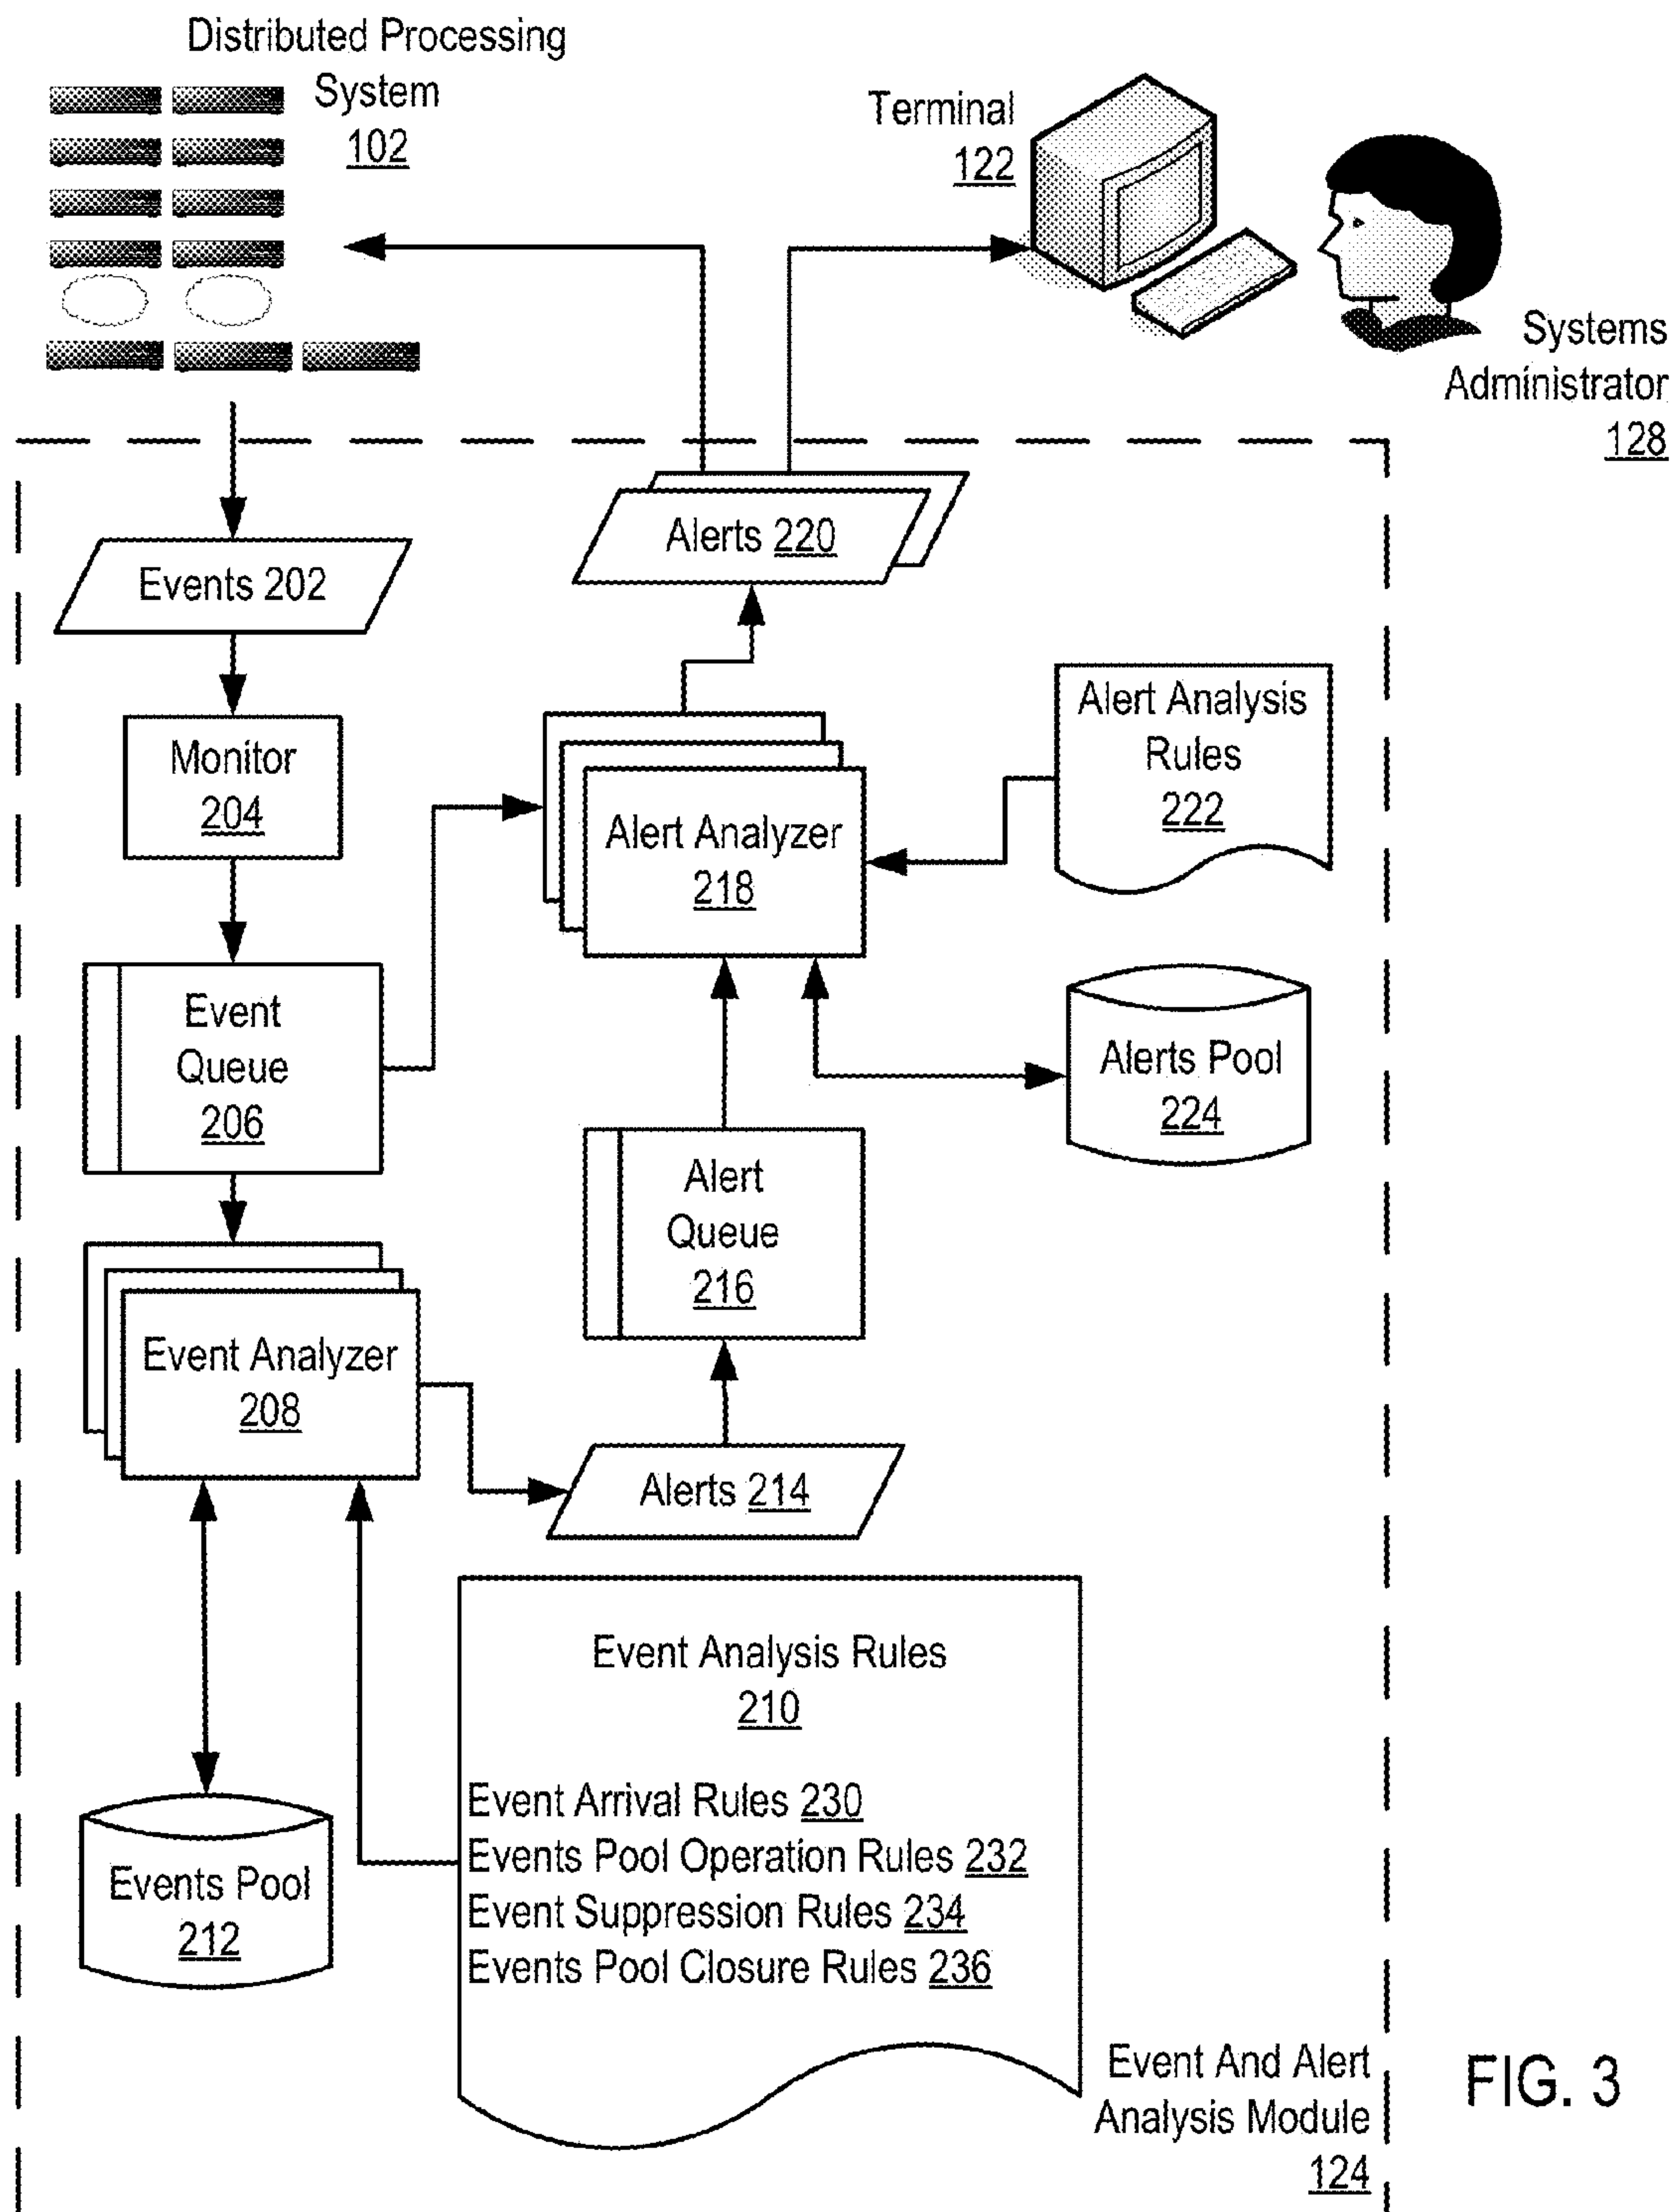 Distributed Processing
System
102
Terminal
122
Systems
Administrator
128
Alerts 220
Events 202
Monitor
204
Alert Analysis
Rules
222
Alert Analyzer
218
Event
Queue
206
Alerts Pool
224
Alert
Queue
216
Event Analyzer
208
Alerts 214
Event Analysis Rules
210
Event Arrival Rules 230
Events Pool Operation Rules 232
Event Suppression Rules 234
Events Pool Closure Rules 236
Events Pool
212
Event And Alert
Analysis Module
124
FIG. 3